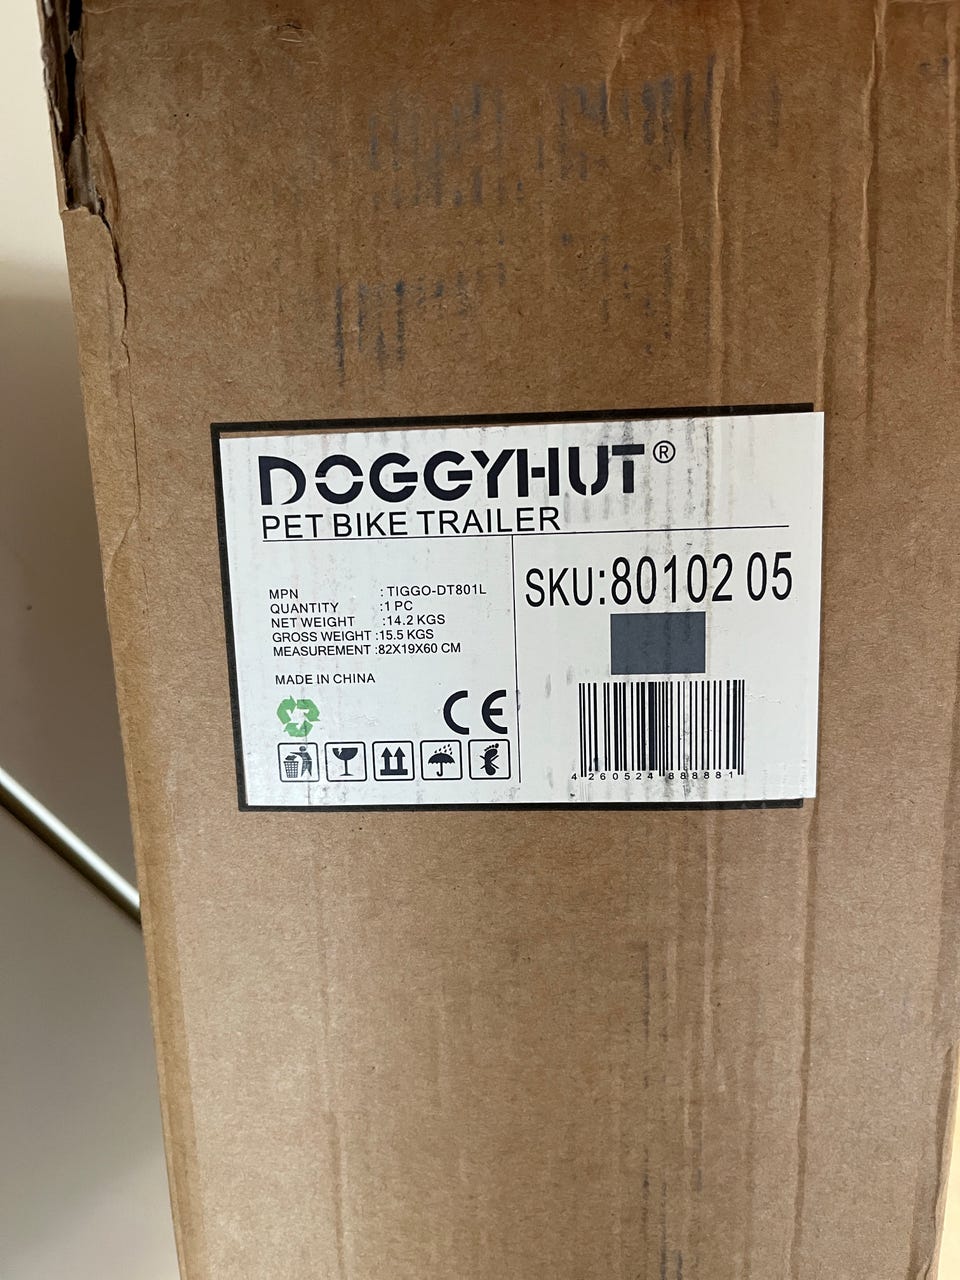 DOGGYHUT®
PET BIKE TRAILER
MPN : TIGGO-DT801L
QUANTITY :1 PC
NET WEIGHT :14.2 KGS
GROSS WEIGHT :15.5 KGS
MEASUREMENT :82X19X60 CM
MADE IN CHINA
CE
SKU:80102 05
4 260524 888881